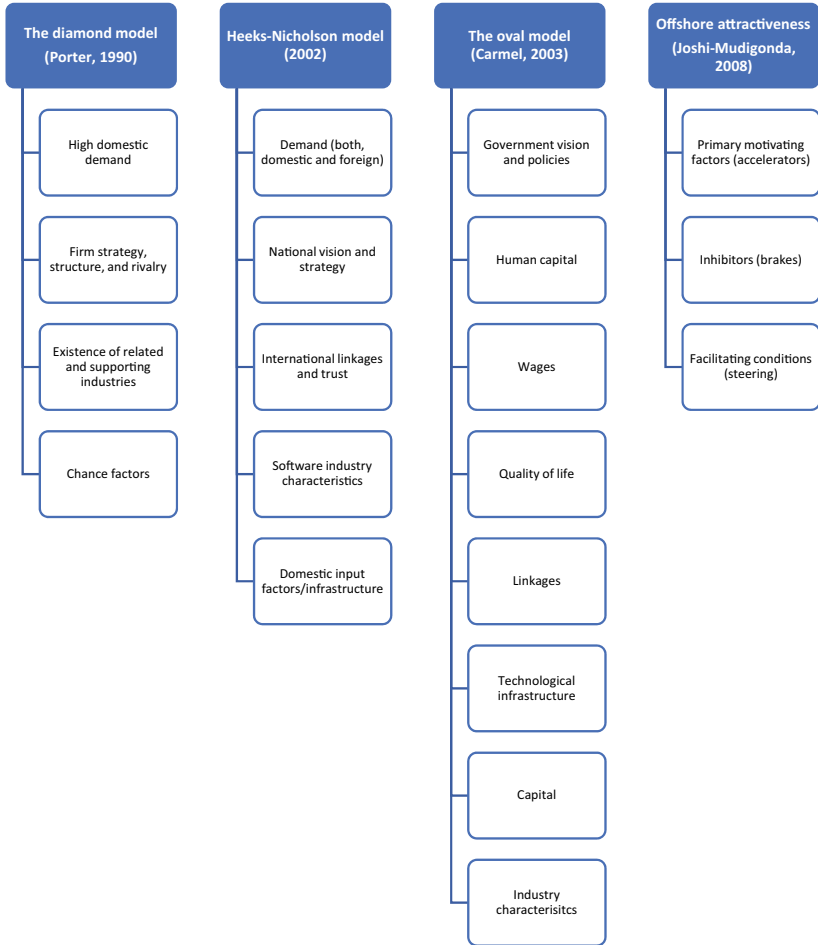 The diamond model
(Porter, 1990)
High domestic
demand
Firm strategy,
structure, and rivalry
Existence of related
and supporting
industries
Chance factors
Heeks-Nicholson model
(2002)
Demand (both,
domestic and foreign)
National vision and
strategy
International linkages
and trust
Software industry
characteristics
Domestic input
factors/infrastructure
The oval model
(Carmel, 2003)
Government vision
and policies
Human capital
Wages
Quality of life
Linkages
Technological
infrastructure
Capital
Industry
characterisitcs
Offshore attractiveness
(Joshi-Mudigonda,
2008)
Primary motivating
factors (accelerators)
Inhibitors (brakes)
Facilitating conditions
(steering)